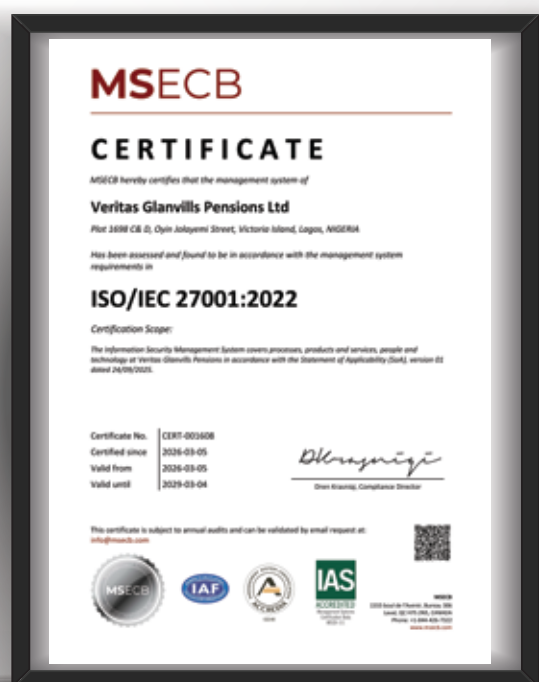 MSECB
CERTIFICATE
MSECB hereby certifies that the management system of
Veritas Glanvills Pensions Ltd
Plot 1698 C& D, Oyin Jolayemi Street, Victoria Island, Lagos, NIGERIA
Has been assessed and found to be in accordance with the management system
requirements in
ISO/IEC 27001:2022
Certification Scope:
The Information Security Management System covers processes, products and services, people and
technology at Veritas Glanvills Pensions in accordance with the Statement of Applicability (SoA), version 01
dated 24/09/2025.
Certificate No. CERT-001608
Certified since 2026-03-05
Valid from 2026-03-05
Valid until 2029-03-04
Compliance Director
This certificate is subject to annual audits and can be validated by email request at:
info@msecb.com
MSECB
IAF
A
IAS
ACCREDITED
MSECB
CANADA
www.msecb.com